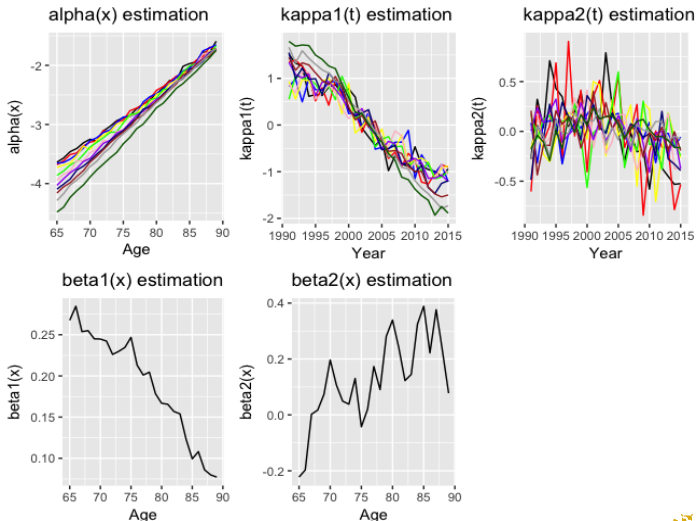 alpha(x) estimation
kappa1(t) estimation
kappa2(t) estimation
alpha(x)
-2
-3
-4
65 70 75 80 85 90
Age
kappa1(t)
1
0
-1
-2
1990 1995 2000 2005 2010 2015
Year
kappa2(t)
0.5
0.0
-0.5
1990 1995 2000 2005 2010 2015
Year
beta1(x) estimation
beta2(x) estimation
beta1(x)
0.25
0.20
0.15
0.10
65 70 75 80 85 90
Age
beta2(x)
0.4
0.2
0.0
-0.2
65 70 75 80 85 90
Age